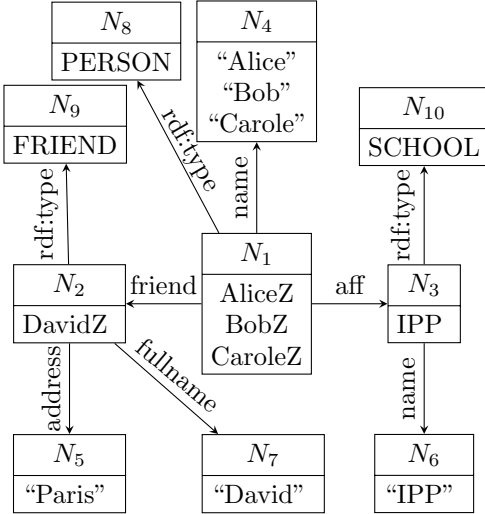 N₈
PERSON
N₄
“Alice”
“Bob”
“Carole”
N₉
FRIEND
N₁₀
SCHOOL
rdf:type
rdf:type
name
rdf:type
N₂
DavidZ
friend
N₁
AliceZ
BobZ
CaroleZ
aff
N₃
IPP
address
fullname
name
N₅
“Paris”
N₇
“David”
N₆
“IPP”